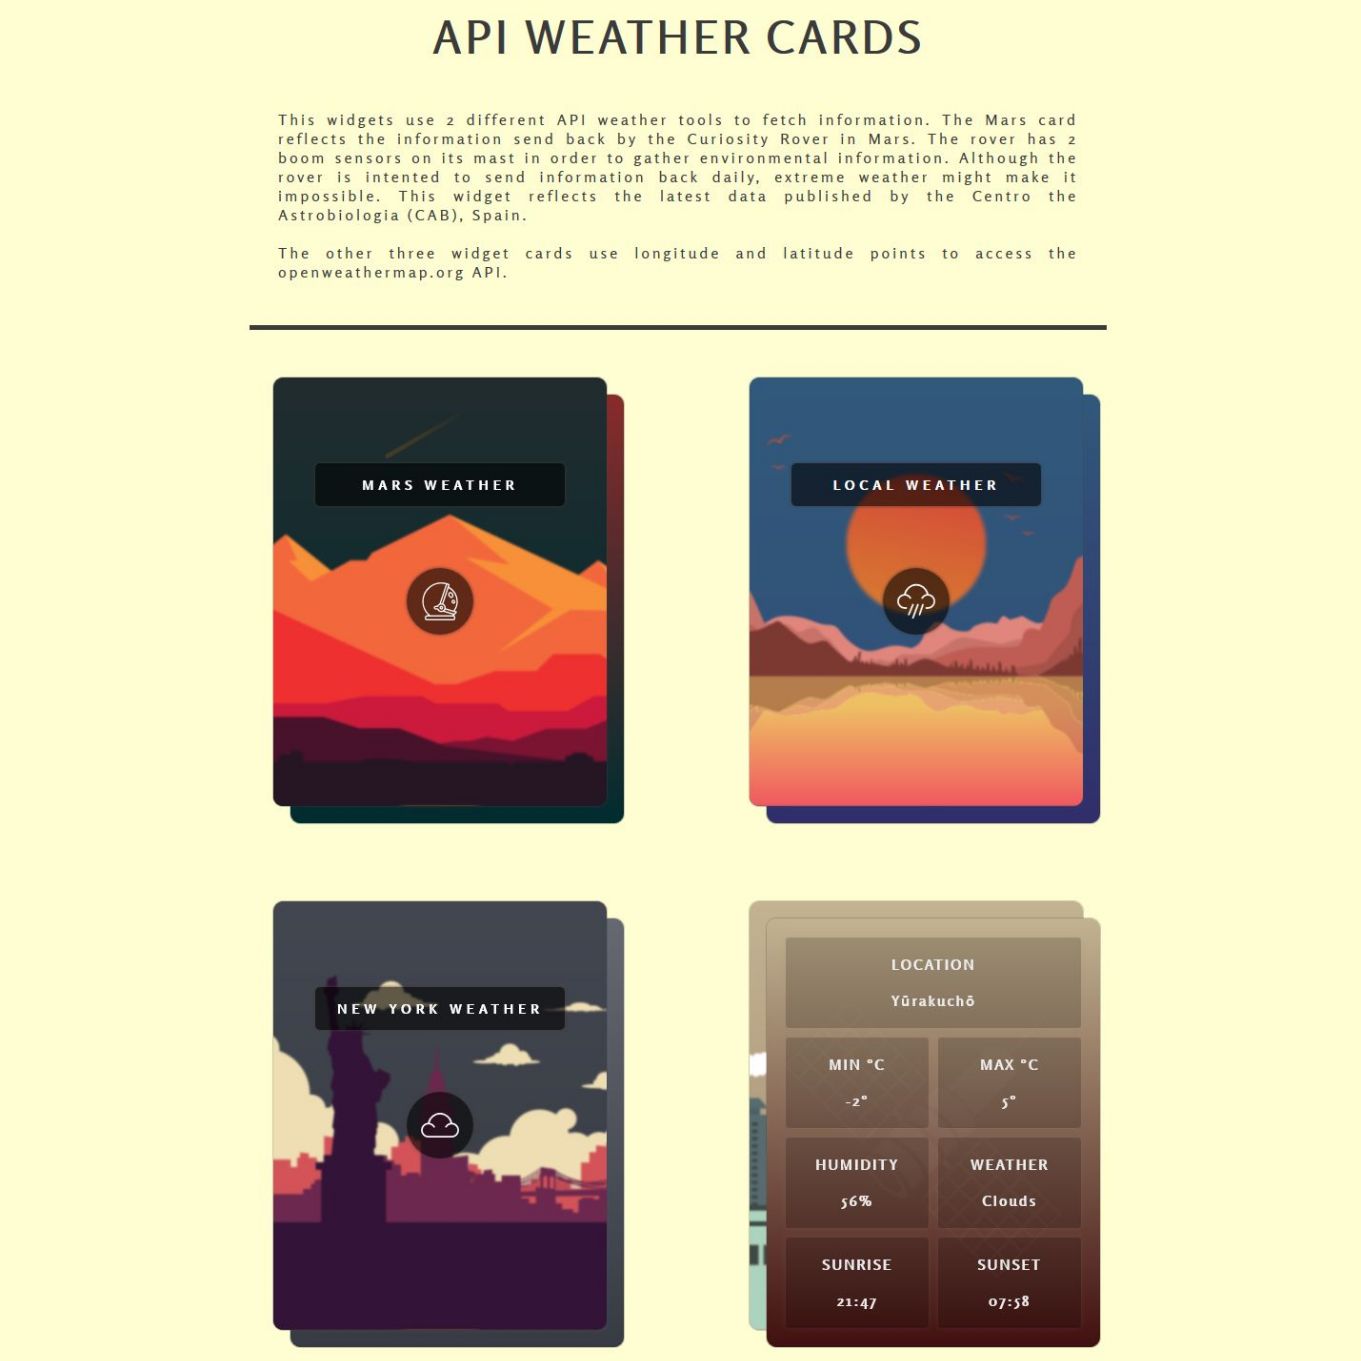 API WEATHER CARDS
This widgets use 2 different API weather tools to fetch information. The Mars card
reflects the information send back by the Curiosity Rover in Mars. The rover has 2
boom sensors on its mast in order to gather environmental information. Although the
rover is intented to send information back daily, extreme weather might make it
impossible. This widget reflects the latest data published by the Centro the
Astrobiologia (CAB), Spain.
The other three widget cards use longitude and latitude points to access the
openweathermap.org API.
MARS WEATHER
LOCAL WEATHER
NEW YORK WEATHER
LOCATION
Yūrakuchō
MIN °C
-2°
MAX °C
5°
HUMIDITY
56%
WEATHER
Clouds
SUNRISE
21:47
SUNSET
07:58